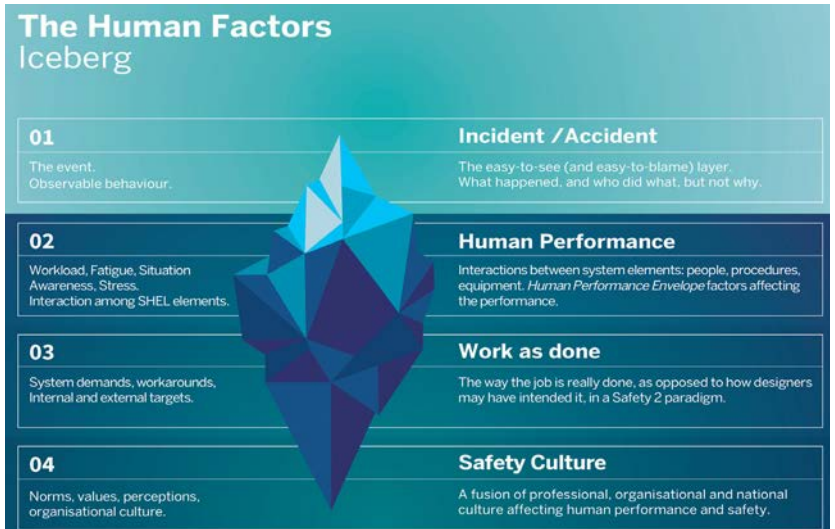 The Human Factors
Iceberg
01
The event.
Observable behaviour.
Incident /Accident
The easy-to-see (and easy-to-blame) layer.
What happened, and who did what, but not why.
02
Workload, Fatigue, Situation
Awareness, Stress.
Interaction among SHEL elements.
Human Performance
Interactions between system elements: people, procedures,
equipment. Human Performance Envelope factors affecting
the performance.
03
System demands, workarounds,
Internal and external targets.
Work as done
The way the job is really done, as opposed to how designers
may have intended it, in a Safety 2 paradigm.
04
Norms, values, perceptions,
organisational culture.
Safety Culture
A fusion of professional, organisational and national
culture affecting human performance and safety.